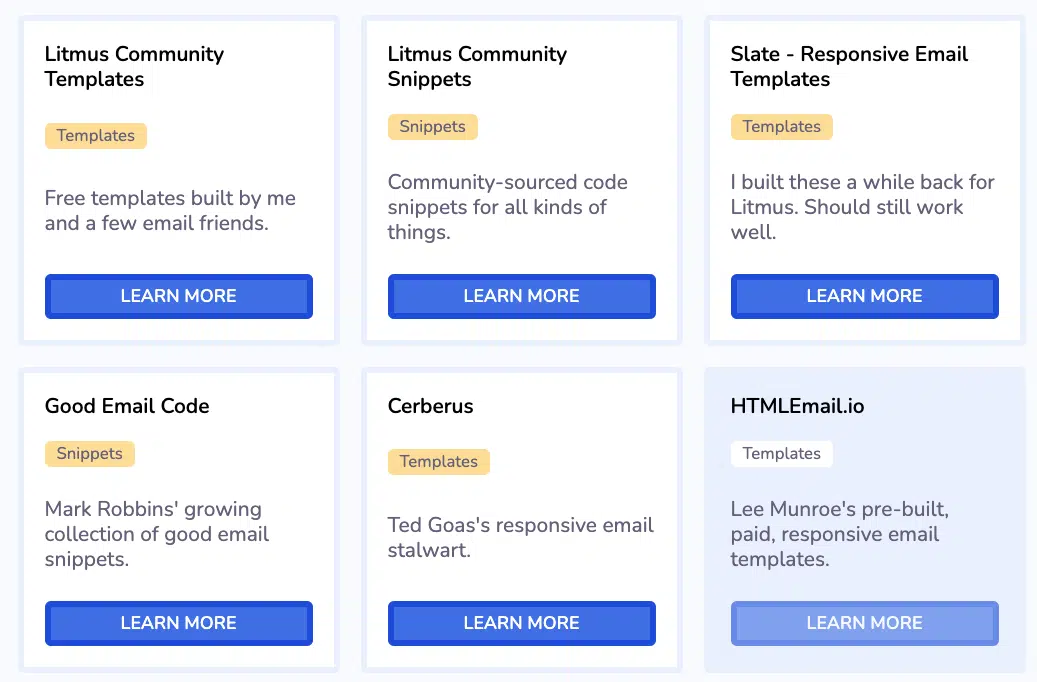 Litmus Community
Templates
Templates
Free templates built by me
and a few email friends.
LEARN MORE
Litmus Community
Snippets
Snippets
Community-sourced code
snippets for all kinds of
things.
LEARN MORE
Slate - Responsive Email
Templates
Templates
I built these a while back for
Litmus. Should still work
well.
LEARN MORE
Good Email Code
Snippets
Mark Robbins' growing
collection of good email
snippets.
LEARN MORE
Cerberus
Templates
Ted Goas's responsive email
stalwart.
LEARN MORE
HTMLEmail.io
Templates
Lee Munroe's pre-built,
paid, responsive email
templates.
LEARN MORE